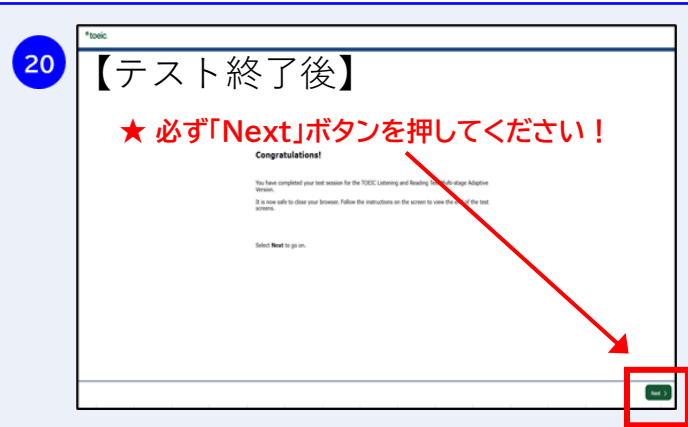 20
toeic
【テスト終了後】
★ 必ず「Next」ボタンを押してください！
Congratulations!
You have completed your test session for the TOEIC Listening and Reading Test Multi-stage Adaptive
Version.
It is now safe to close your browser. Follow the instructions on the screen to view the end of the test
screens.
Select Next to go on.
Next >